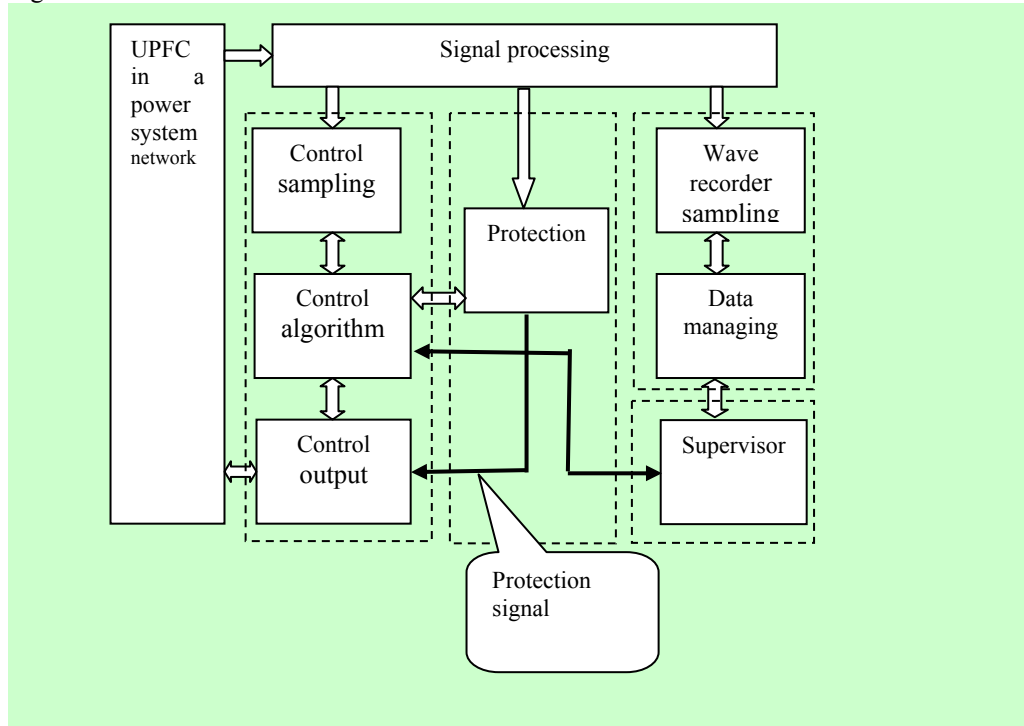 UPFC
in a
power
system
network
Signal processing
Control
sampling
Wave
recorder
sampling
Protection
Control
algorithm
Data
managing
Control
output
Supervisor
Protection
signal